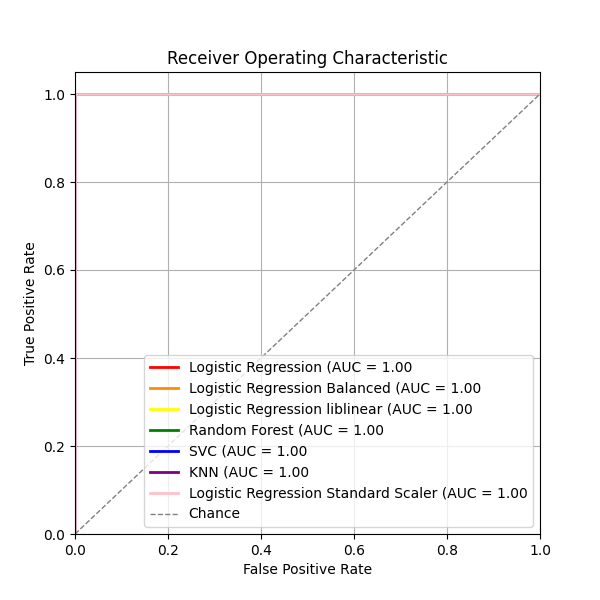 Receiver Operating Characteristic
True Positive Rate
1.0
0.8
0.6
0.4
0.2
0.0
Logistic Regression (AUC = 1.00
Logistic Regression Balanced (AUC = 1.00
Logistic Regression liblinear (AUC = 1.00
Random Forest (AUC = 1.00
SVC (AUC = 1.00
KNN (AUC = 1.00
Logistic Regression Standard Scaler (AUC = 1.00
Chance
0.0 0.2 0.4 0.6 0.8 1.0
False Positive Rate